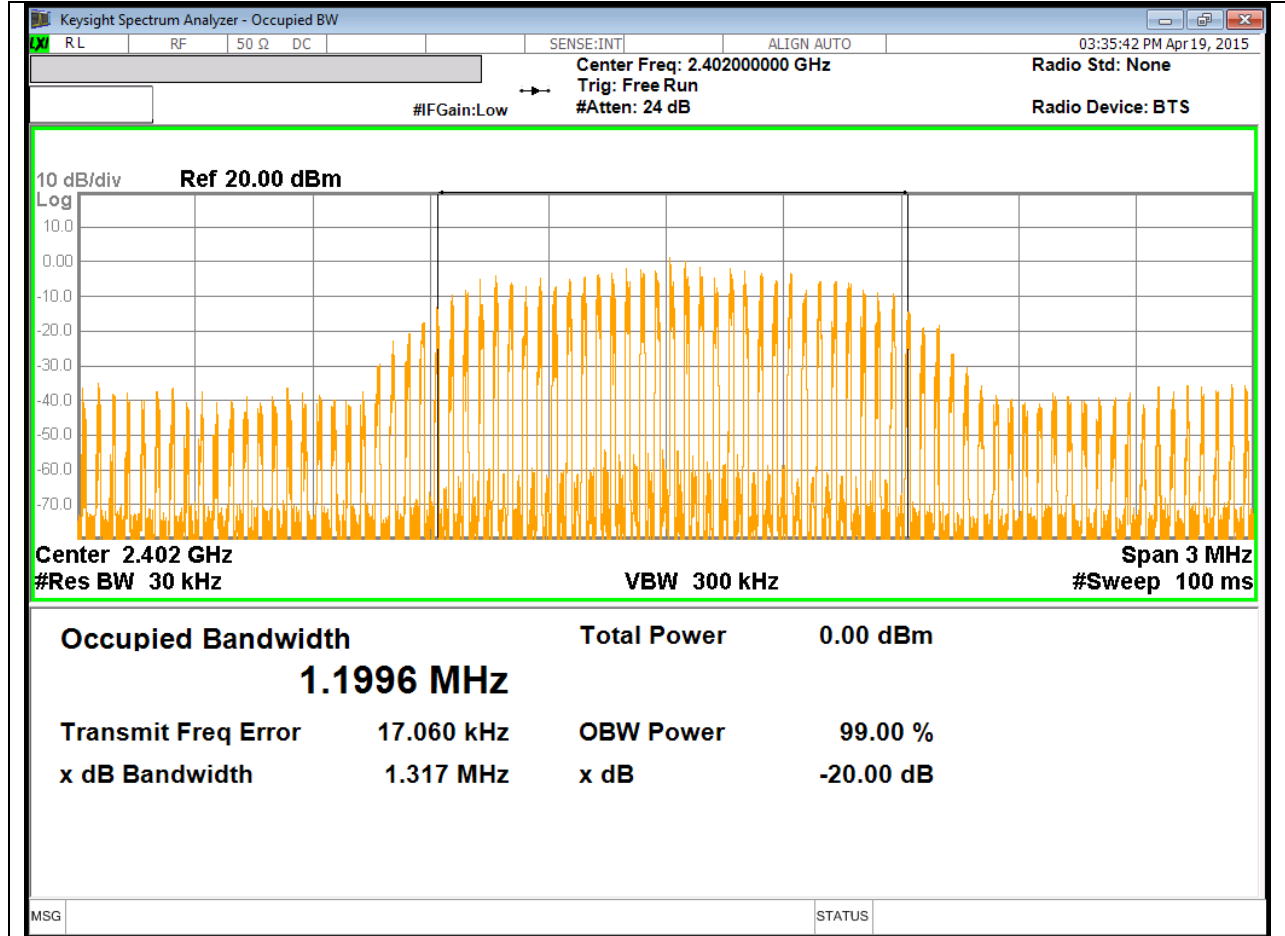 Keysight Spectrum Analyzer - Occupied BW
LXI RL RF 50 Ω DC SENSE:INT ALIGN AUTO 03:35:42 PM Apr 19, 2015
Center Freq: 2.402000000 GHz Radio Std: None
Trig: Free Run
#IFGain:Low #Atten: 24 dB Radio Device: BTS
10 dB/div Ref 20.00 dBm
Log
10.0
0.00
-10.0
-20.0
-30.0
-40.0
-50.0
-60.0
-70.0
Center 2.402 GHz Span 3 MHz
#Res BW 30 kHz VBW 300 kHz #Sweep 100 ms
Occupied Bandwidth Total Power 0.00 dBm
1.1996 MHz
Transmit Freq Error 17.060 kHz OBW Power 99.00 %
x dB Bandwidth 1.317 MHz x dB -20.00 dB
MSG STATUS